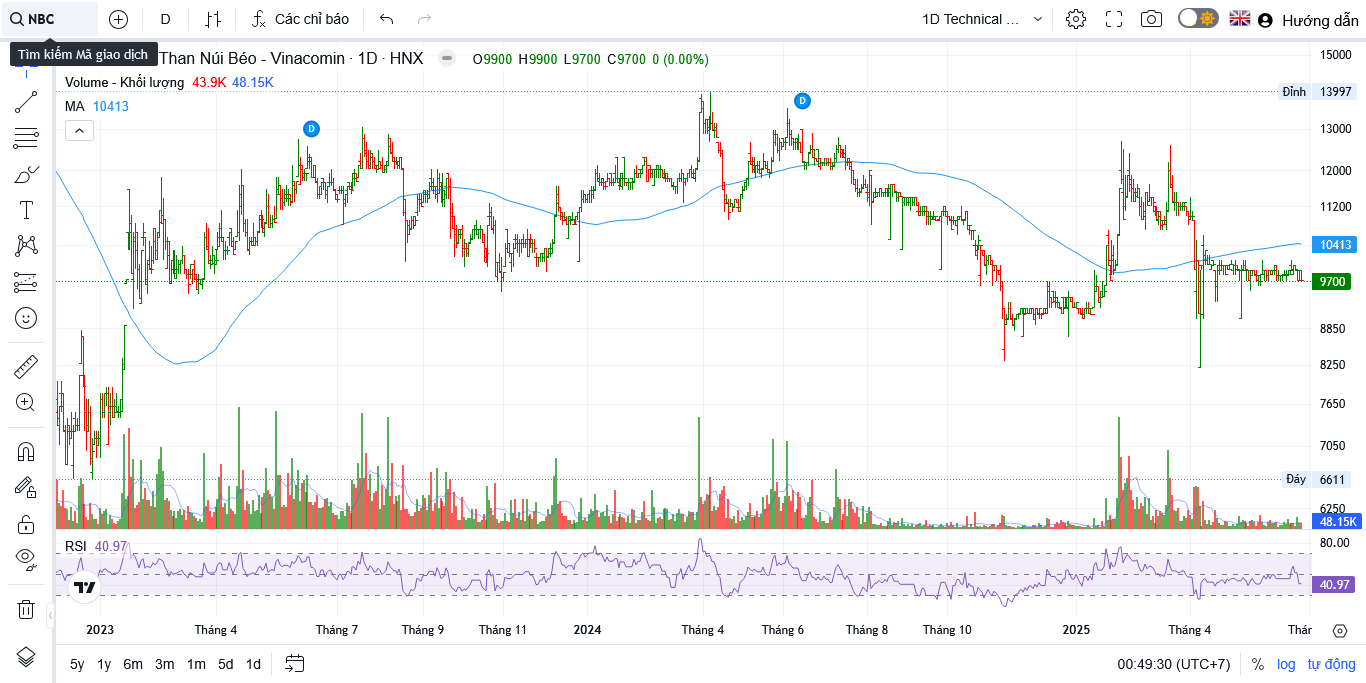 NBC
D
Các chỉ báo
1D Technical ...
Hướng dẫn
Tìm kiếm Mã giao dịch
Than Núi Béo - Vinacomin · 1D · HNX
O9900 H9900 L9700 C9700 0 (0.00%)
Volume - Khối lượng 43.9K 48.15K
MA 10413
D
D
15000
Đỉnh 13997
13000
12000
11200
10413
9700
8850
8250
7650
7050
Đáy 6611
6250
48.15K
RSI 40.97
80.00
40.97
2023
Tháng 4
Tháng 7
Tháng 9
Tháng 11
2024
Tháng 4
Tháng 6
Tháng 8
Tháng 10
2025
Tháng 4
Thár
5y 1y 6m 3m 1m 5d 1d
00:49:30 (UTC+7)
% log tự động